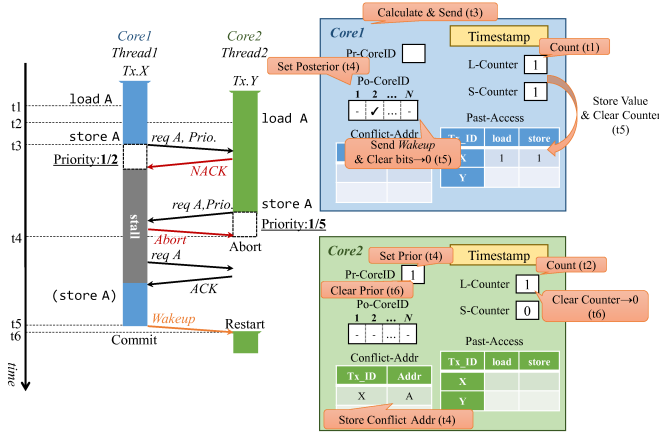 Core1
Thread1
Tx.X
Core2
Thread2
Tx.Y
t1
load A
t2
load A
store A
t3
req A, Prio.
Priority:1/2
NACK
store A
req A,Prio.
Priority:1/5
stall
t4
Abort
Abort
req A
ACK
(store A)
t5
Wakeup
Restart
t6
Commit
time
Calculate & Send (t3)
Core1
Timestamp
Pr-CoreID
L-Counter
1
Count (t1)
Set Posterior (t4)
Po-CoreID
S-Counter
1
1 2 ... N
- ✓ ... -
Store Value
& Clear Counter
(t5)
Conflict-Addr
Past-Access
Send Wakeup
& Clear bits→0 (t5)
Tx_ID load store
X 1 1
Y
Core2
Set Prior (t4)
Timestamp
Pr-CoreID
1
Count (t2)
L-Counter
1
Clear Prior (t6)
Po-CoreID
S-Counter
0
Clear Counter→0
(t6)
1 2 ... N
- - ... -
Conflict-Addr
Past-Access
Tx_ID Addr
X A
Tx_ID load store
X
Y
Store Conflict Addr (t4)